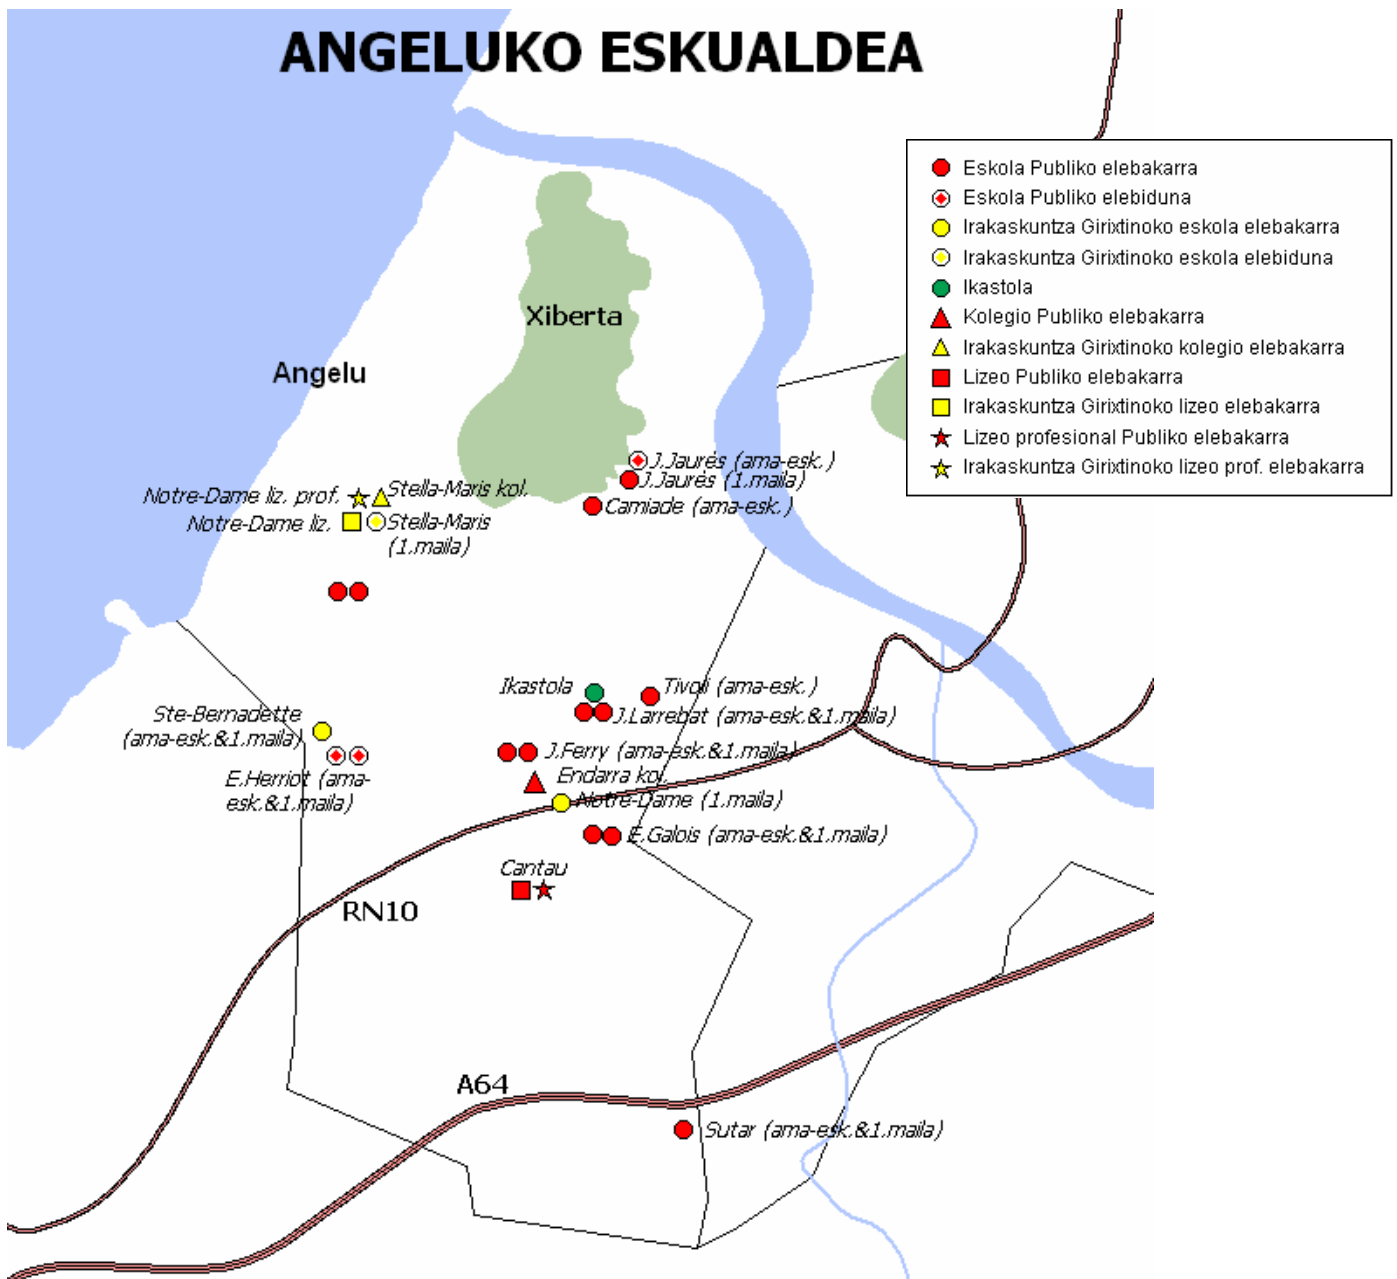 ANGELUKO ESKUALDEA
Eskola Publiko elebakarra
Eskola Publiko elebiduna
Irakaskuntza Girixtinoko eskola elebakarra
Irakaskuntza Girixtinoko eskola elebiduna
Ikastola
Kolegio Publiko elebakarra
Irakaskuntza Girixtinoko kolegio elebakarra
Lizeo Publiko elebakarra
Irakaskuntza Girixtinoko lizeo elebakarra
Lizeo profesional Publiko elebakarra
Irakaskuntza Girixtinoko lizeo prof. elebakarra
Xiberta
Angelu
J.Jaurés (ama-esk.)
J.Jaurés (1.maila)
Camiade (ama-esk.)
Notre-Dame liz. prof.
Stella-Maris kol.
Notre-Dame liz.
Stella-Maris
(1.maila)
Ikastola
Tivoli (ama-esk.)
J.Larrebat (ama-esk.&1.maila)
Ste-Bernadette
(ama-esk.&1.maila)
J.Ferry (ama-esk.&1.maila)
E.Herriot (ama-
esk.&1.maila)
Endarra kol.
Notre-Dame (1.maila)
E.Galois (ama-esk.&1.maila)
Cantau
RN10
A64
Sutar (ama-esk.&1.maila)